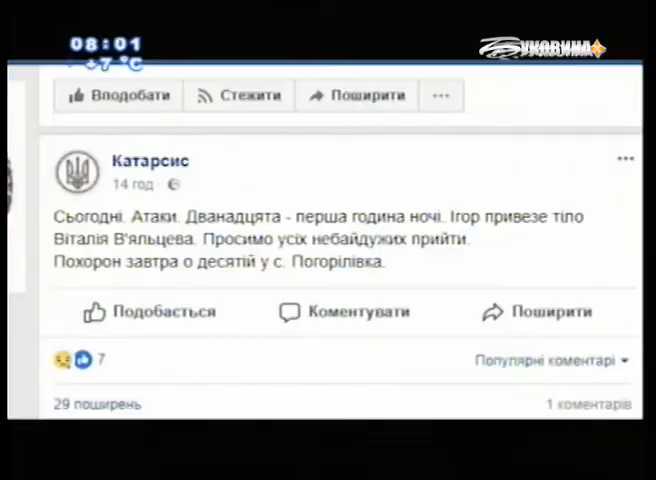 08:01
+7 °C
БУКОВИНА
Вподобати
Стежити
Поширити
Катарсис
14 год
Сьогодні. Атаки. Дванадцята - перша година ночі. Ігор привезе тіло
Віталія В'яльцева. Просимо усіх небайдужих прийти.
Похорон завтра о десятій у с. Погорілівка.
Подобається
Коментувати
Поширити
7
Популярні коментарі
29 поширень
1 коментарів